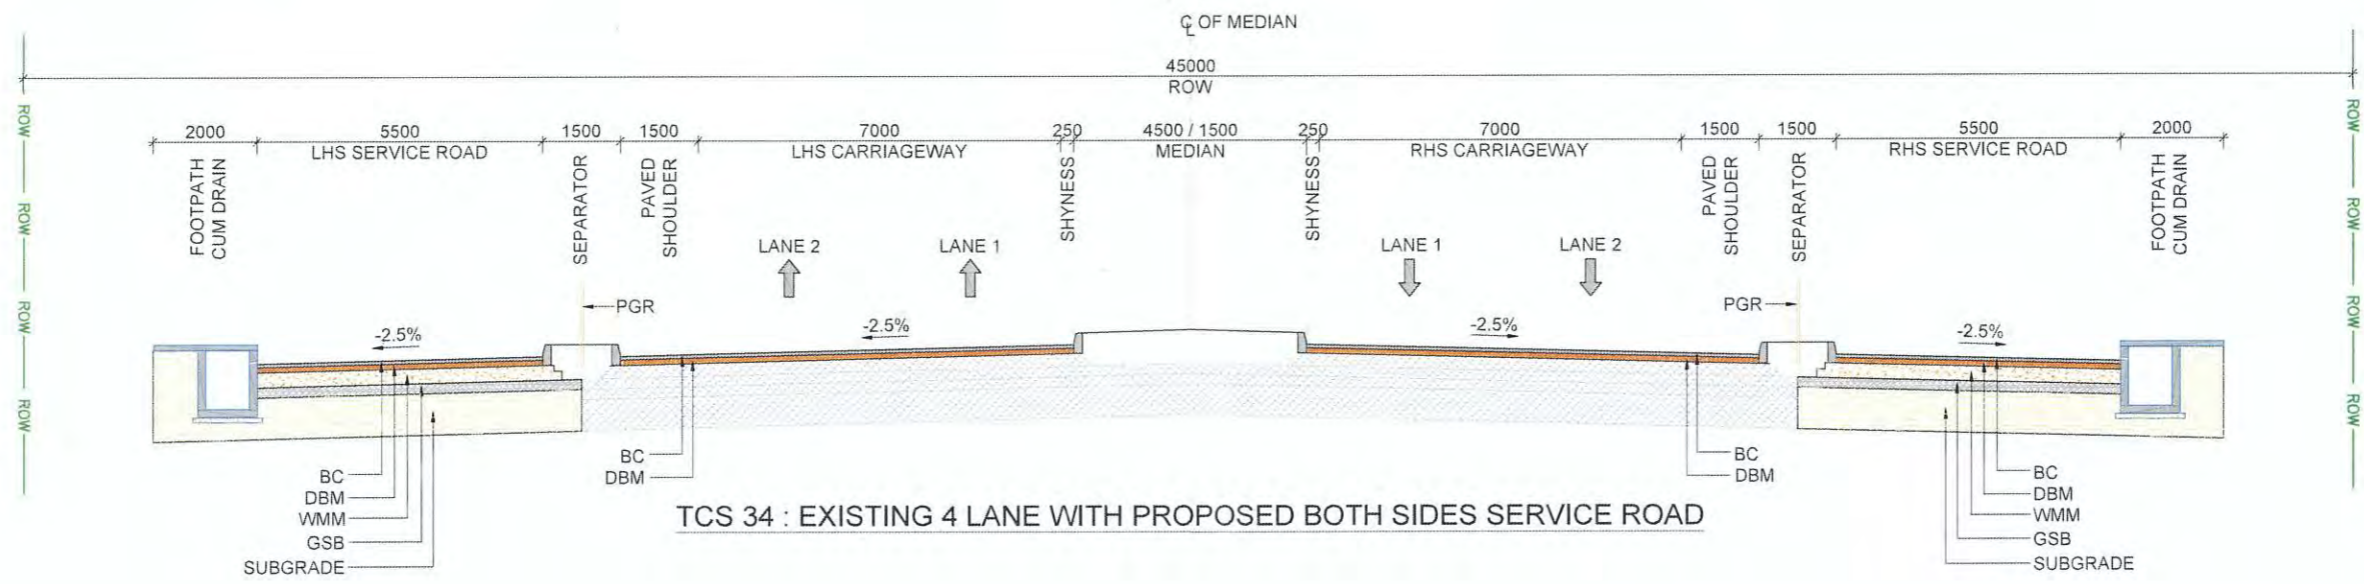 ℄ OF MEDIAN
45000
ROW
2000 5500 1500 1500 7000 250 4500 / 1500 250 7000 1500 1500 5500 2000
LHS SERVICE ROAD LHS CARRIAGEWAY MEDIAN RHS CARRIAGEWAY RHS SERVICE ROAD
FOOTPATH
CUM DRAIN
SEPARATOR
PAVED
SHOULDER
SHYNESS
SHYNESS
PAVED
SHOULDER
SEPARATOR
FOOTPATH
CUM DRAIN
ROW
ROW
ROW
ROW
ROW
ROW
ROW
ROW
LANE 2 LANE 1 LANE 1 LANE 2
PGR PGR
-2.5% -2.5% -2.5% -2.5%
BC
DBM
WMM
GSB
SUBGRADE
BC
DBM
BC
DBM
BC
DBM
WMM
GSB
SUBGRADE
TCS 34 : EXISTING 4 LANE WITH PROPOSED BOTH SIDES SERVICE ROAD